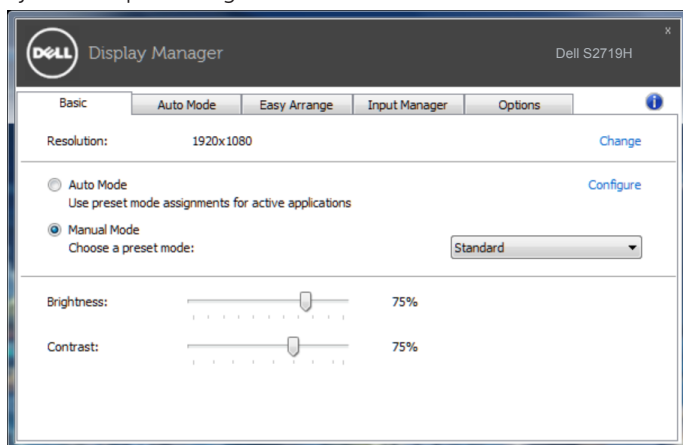 DELL Display Manager
x
Dell S2719H
Basic Auto Mode Easy Arrange Input Manager Options i
Resolution: 1920x1080 Change
Auto Mode Configure
Use preset mode assignments for active applications
Manual Mode
Choose a preset mode: Standard
Brightness: 75%
Contrast: 75%